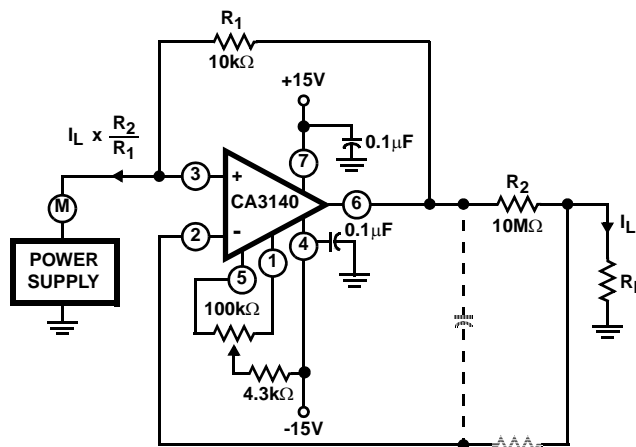 R1
10kΩ
+15V
IL x R2/R1
0.1µF
7
3
+
CA3140
6
R2
10MΩ
IL
M
2
-
0.1µF
4
1
5
POWER
SUPPLY
100kΩ
4.3kΩ
-15V